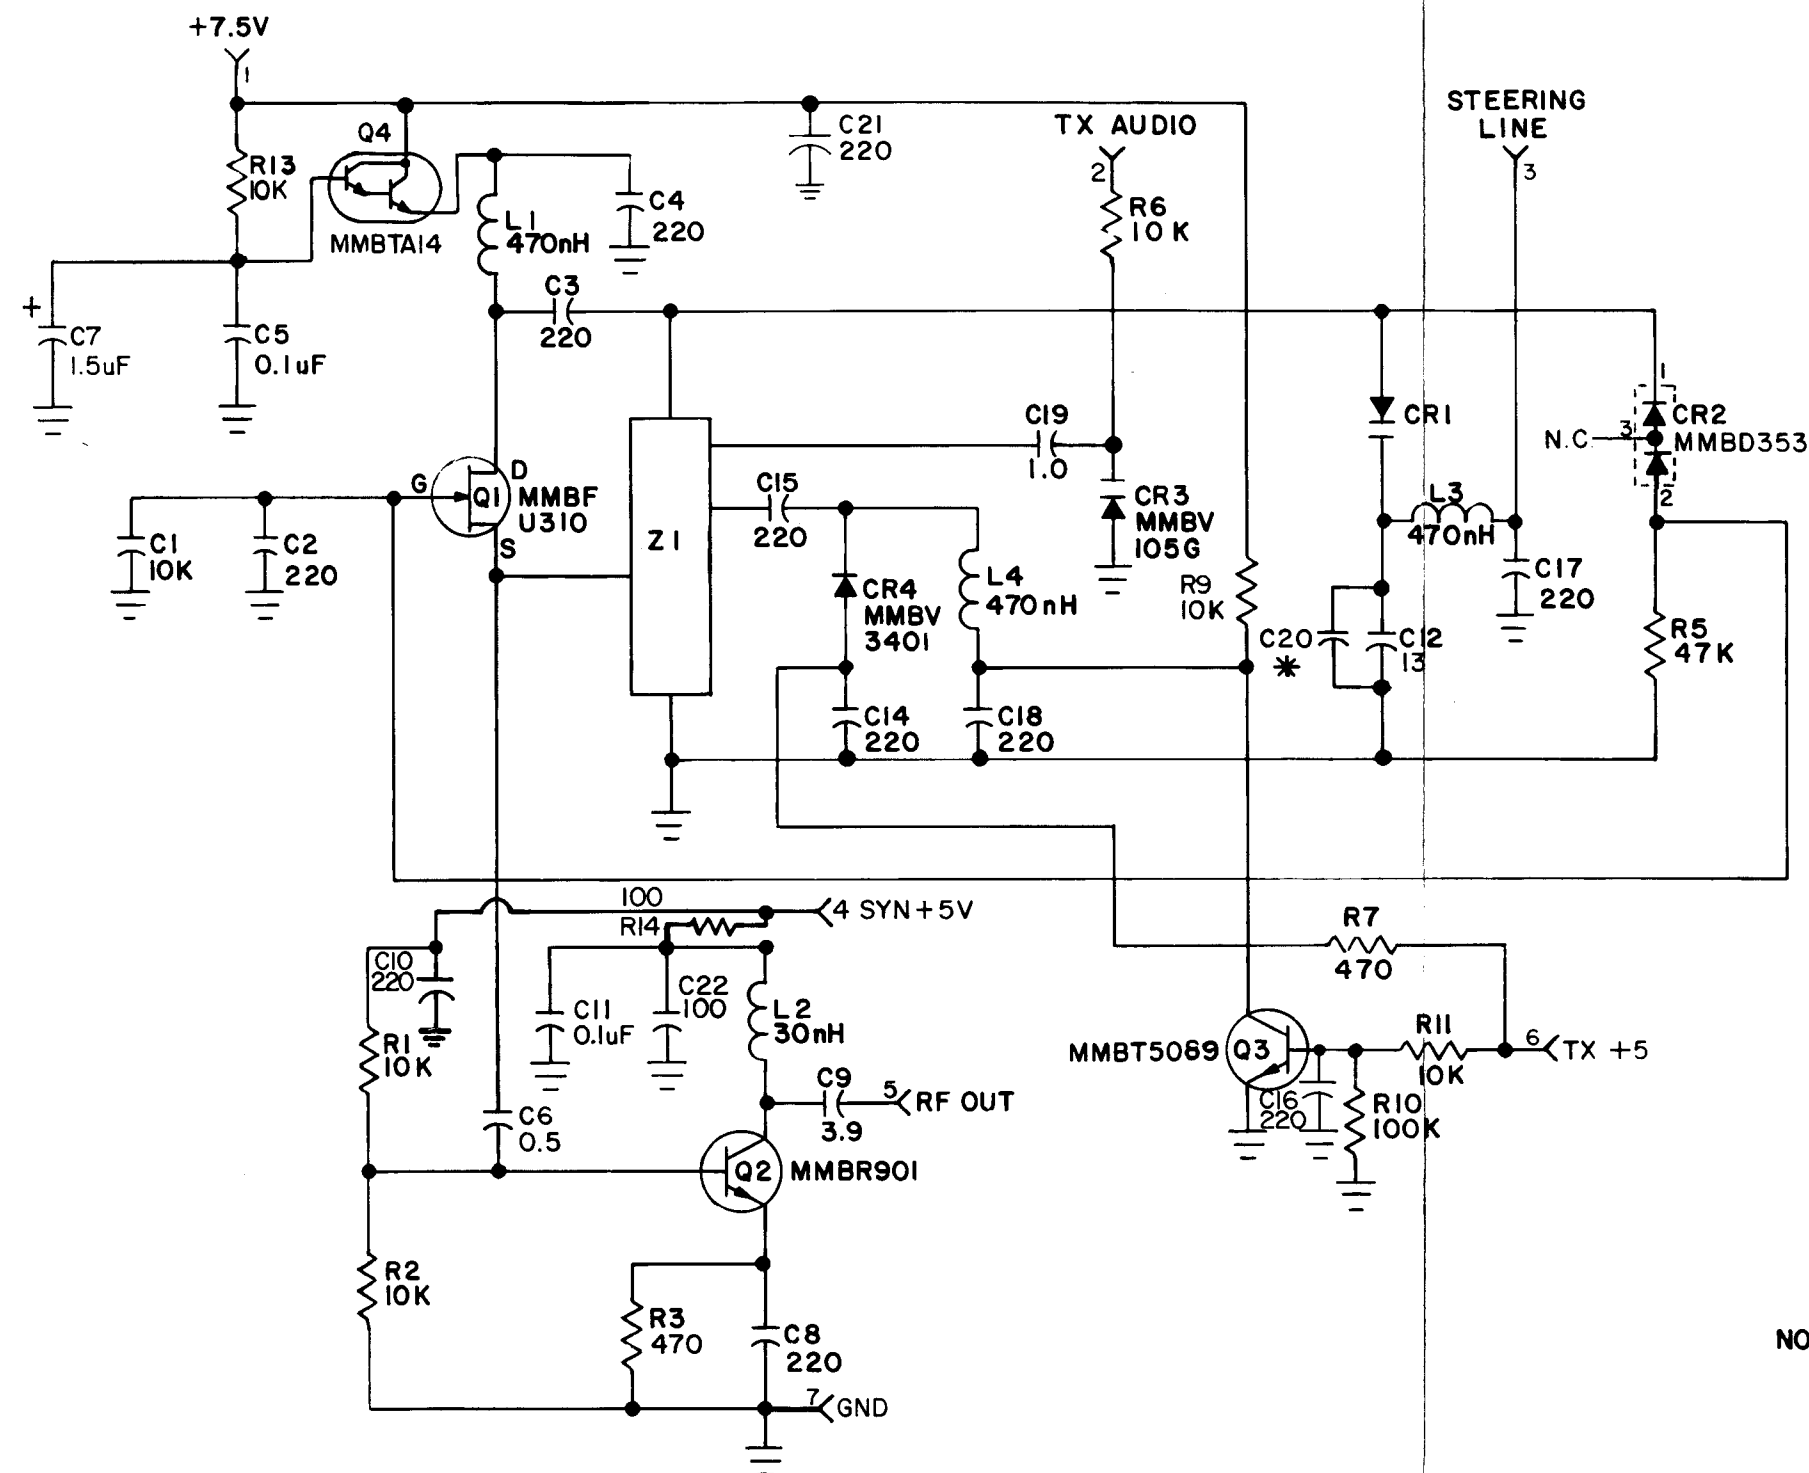 +7.5V
1
Q4
MMBTA14
R13
10K
C21
220
TX AUDIO
2
STEERING
LINE
3
L1
470nH
C4
220
R6
10K
+
C7
1.5uF
C5
0.1uF
C3
220
G
D
Q1
S
MMBF
U310
C1
10K
C2
220
Z1
C15
220
C19
1.0
CR3
MMBV
105G
CR1
1
N.C.
3
CR2
MMBD353
2
L3
470nH
C17
220
CR4
MMBV
3401
L4
470nH
R9
10K
C20
*
C12
13
R5
47K
C14
220
C18
220
100
R14
4 SYN+5V
C10
220
C11
0.1uF
C22
100
L2
30nH
R7
470
R1
10K
MMBT5089
Q3
R11
10K
6
TX +5
C16
220
R10
100K
C6
0.5
C9
3.9
5
RF OUT
Q2
MMBR901
R2
10K
R3
470
C8
220
7
GND
NO